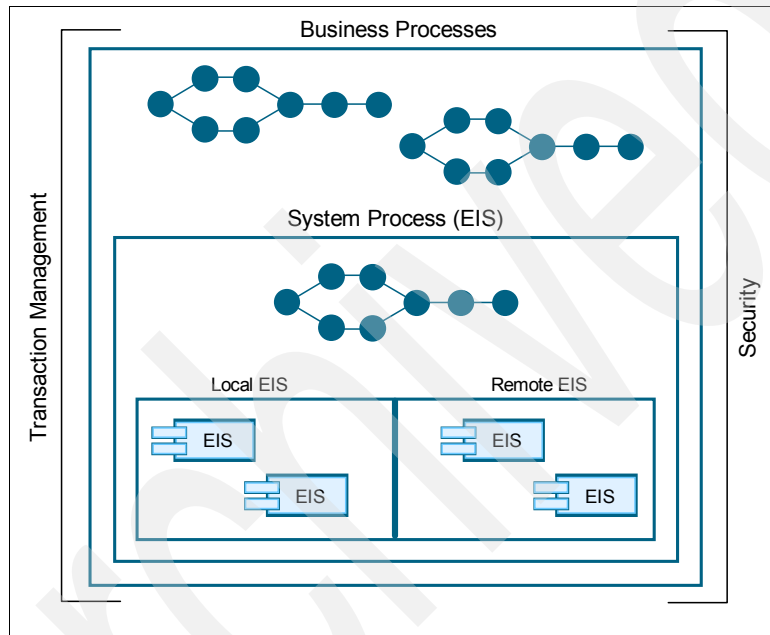 Business Processes
Transaction Management
System Process (EIS)
Security
Local EIS
Remote EIS
EIS
EIS
EIS
EIS